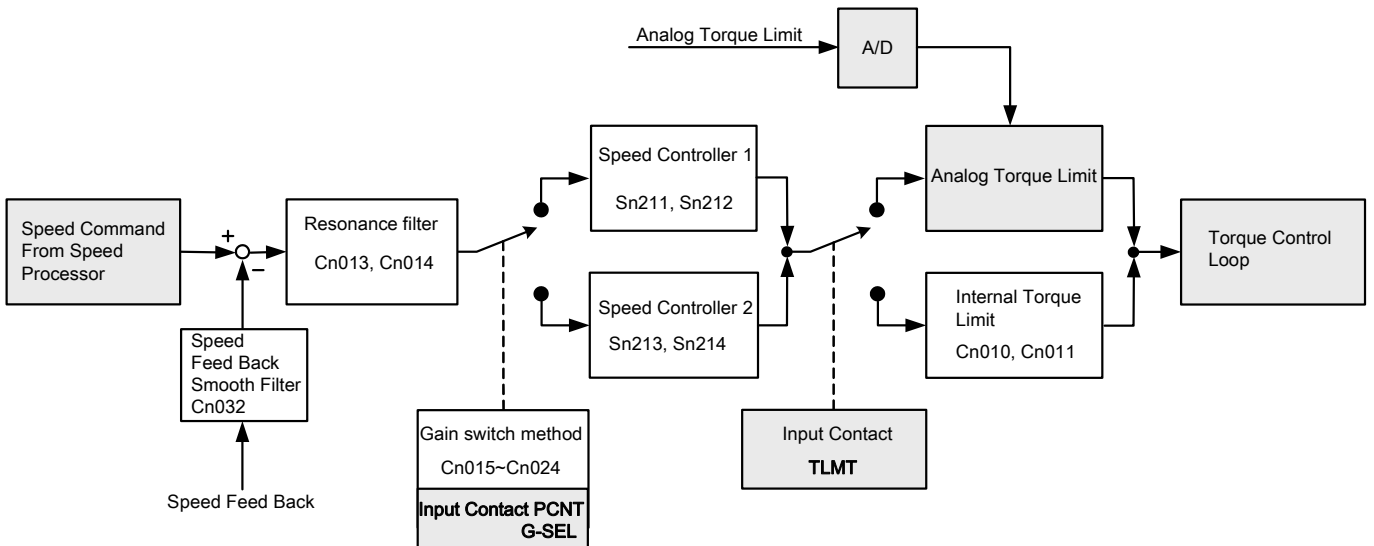 Analog Torque Limit
A/D
Speed Command
From Speed
Processor
+
−
Resonance filter
Cn013, Cn014
Speed Controller 1
Sn211, Sn212
Speed Controller 2
Sn213, Sn214
Analog Torque Limit
Internal Torque
Limit
Cn010, Cn011
Torque Control
Loop
Speed
Feed Back
Smooth Filter
Cn032
Speed Feed Back
Gain switch method
Cn015~Cn024
Input Contact PCNT
G-SEL
Input Contact
TLMT